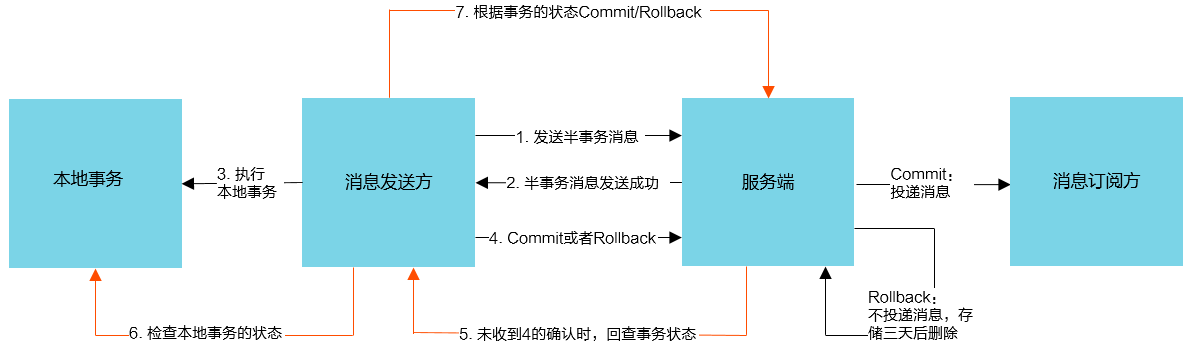 7. 根据事务的状态Commit/Rollback
本地事务
3. 执行
本地事务
消息发送方
1. 发送半事务消息
2. 半事务消息发送成功
4. Commit或者Rollback
服务端
Commit：
投递消息
消息订阅方
Rollback：
不投递消息，存
储三天后删除
6. 检查本地事务的状态
5. 未收到4的确认时，回查事务状态